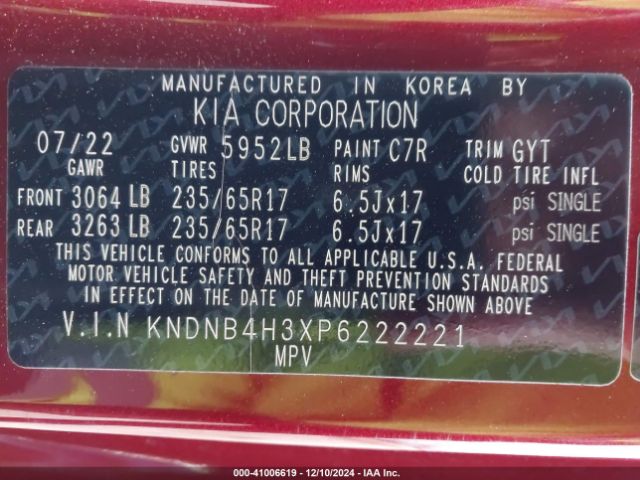 MANUFACTURED IN KOREA BY
KIA CORPORATION
07/22 GVWR 5952LB PAINT C7R TRIM GYT
GAWR TIRES RIMS COLD TIRE INFL
FRONT 3064 LB 235/65R17 6.5Jx17 psi SINGLE
REAR 3263 LB 235/65R17 6.5Jx17 psi SINGLE
THIS VEHICLE CONFORMS TO ALL APPLICABLE U.S.A. FEDERAL
MOTOR VEHICLE SAFETY AND THEFT PREVENTION STANDARDS
IN EFFECT ON THE DATE OF MANUFACTURE SHOWN ABOVE
V.I.N KNDNB4H3XP6222221
MPV
000-41006619 - 12/10/2024 - IAA Inc.